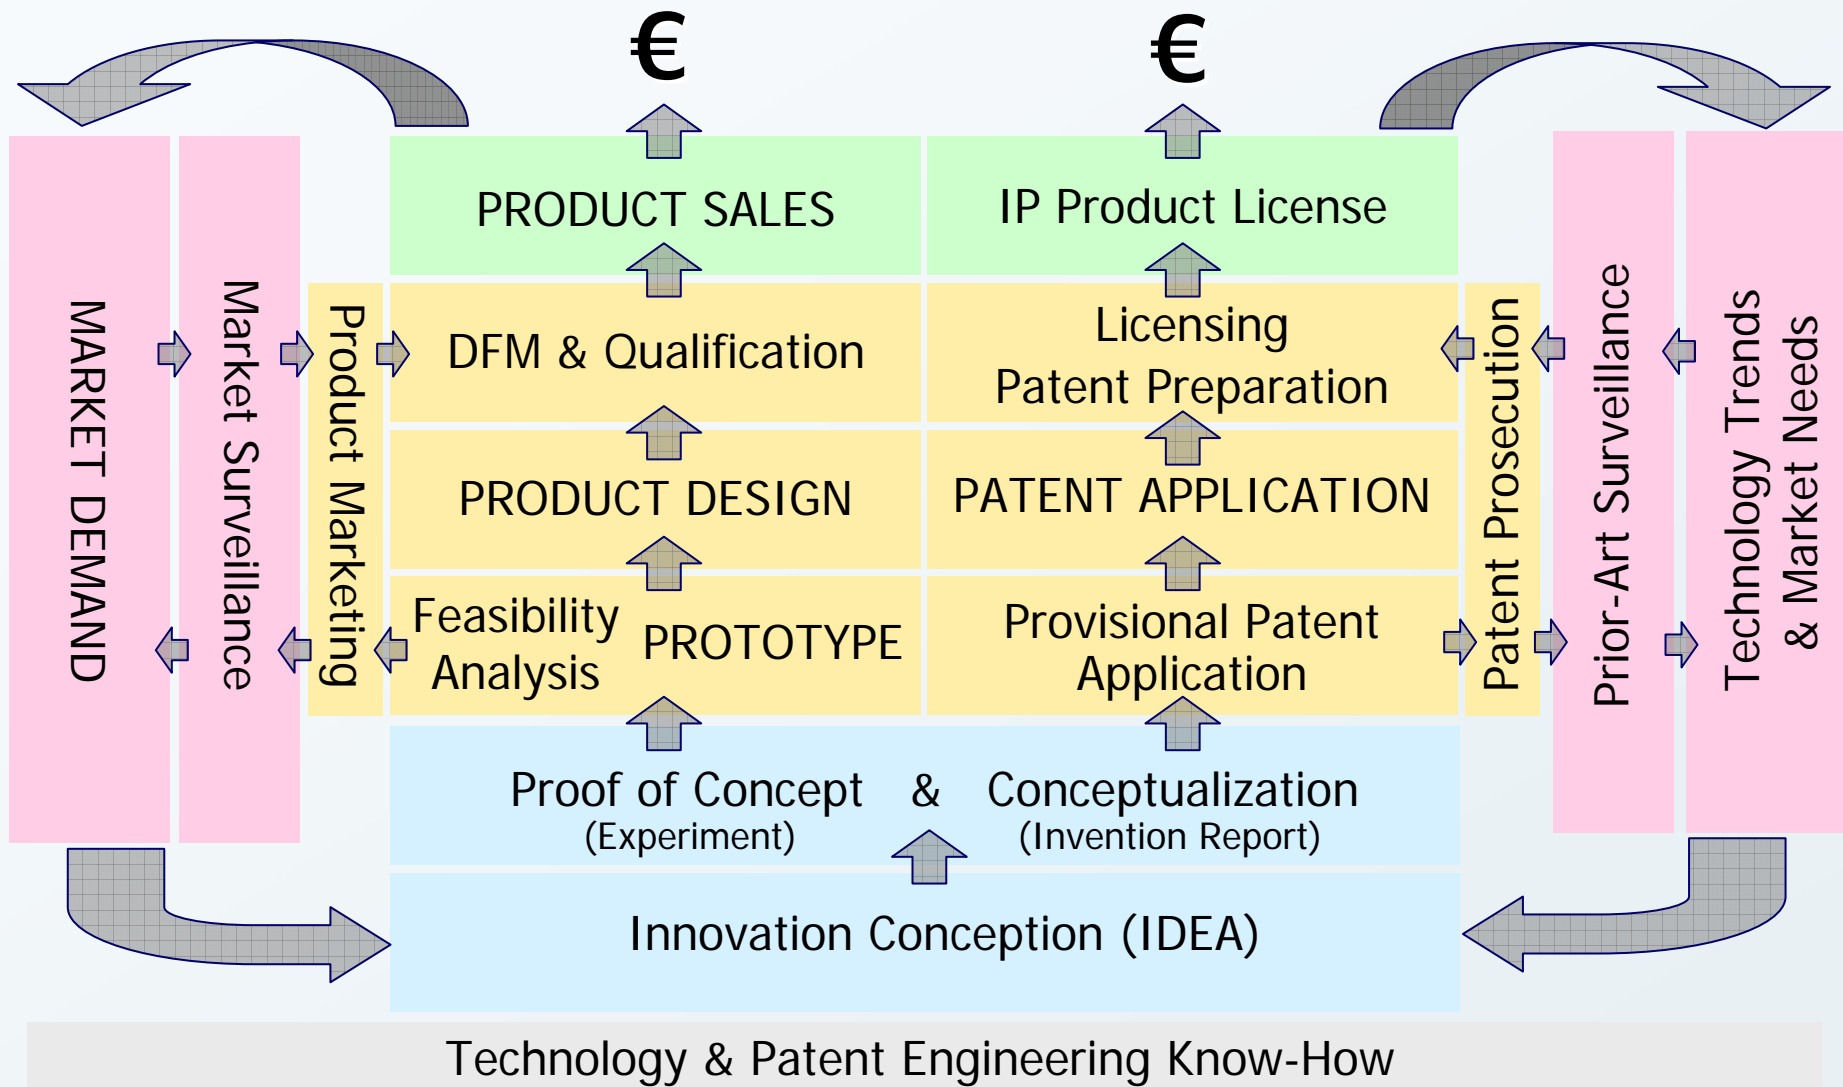 €
€
PRODUCT SALES
IP Product License
MARKET DEMAND
Market Surveillance
Product Marketing
DFM & Qualification
Licensing
Patent Preparation
Patent Prosecution
Prior-Art Surveillance
Technology Trends
& Market Needs
PRODUCT DESIGN
PATENT APPLICATION
Feasibility
Analysis
PROTOTYPE
Provisional Patent
Application
Proof of Concept & Conceptualization
(Experiment)
(Invention Report)
Innovation Conception (IDEA)
Technology & Patent Engineering Know-How